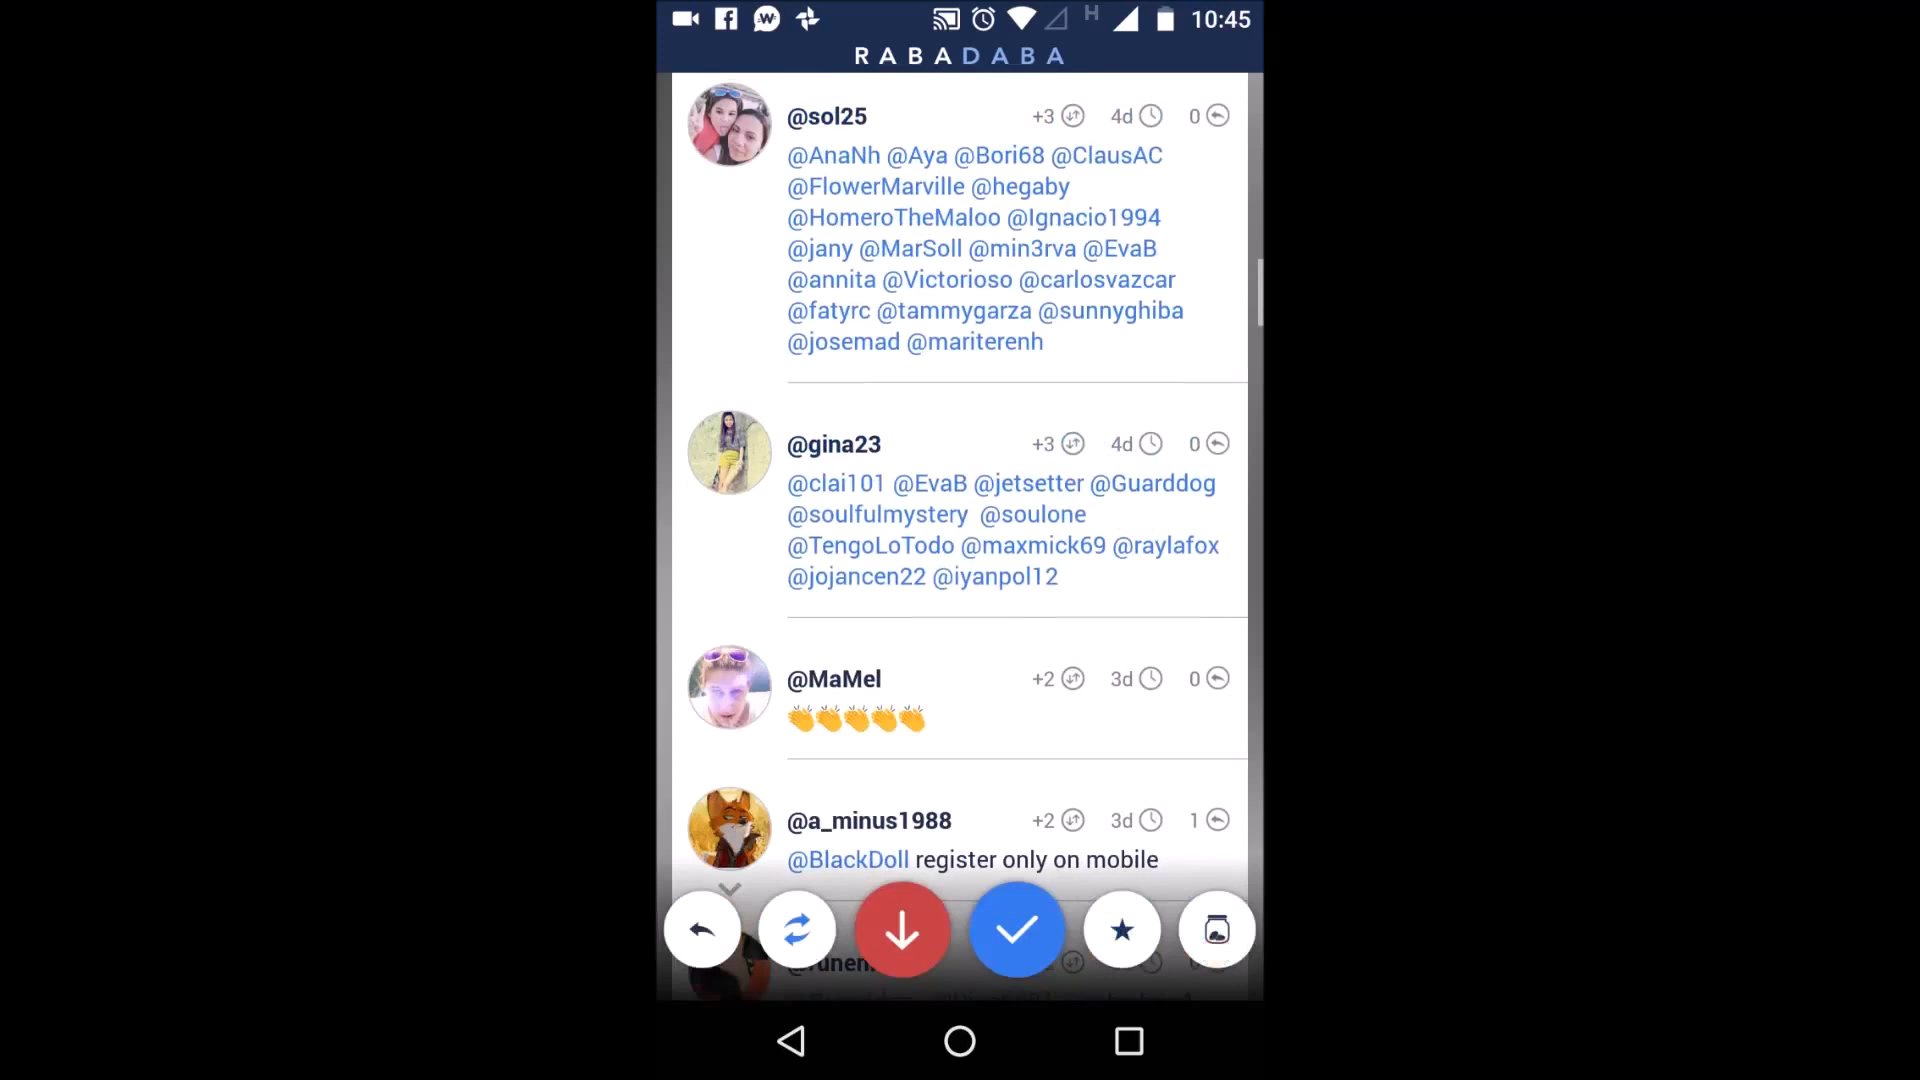 10:45
RABADABA
@sol25 +3 4d 0
@AnaNh @Aya @Bori68 @ClausAC
@FlowerMarville @hegaby
@HomeroTheMaloo @Ignacio1994
@jany @MarSoll @min3rva @EvaB
@annita @Victorioso @carlosvazcar
@fatyrc @tammygarza @sunnyghiba
@josemad @mariterenh
@gina23 +3 4d 0
@clai101 @EvaB @jetsetter @Guarddog
@soulfulmystery @soulone
@TengoLoTodo @maxmick69 @raylafox
@jojancen22 @iyanpol12
@MaMel +2 3d 0
👏👏👏👏👏
@a_minus1988 +2 3d 1
@BlackDoll register only on mobile